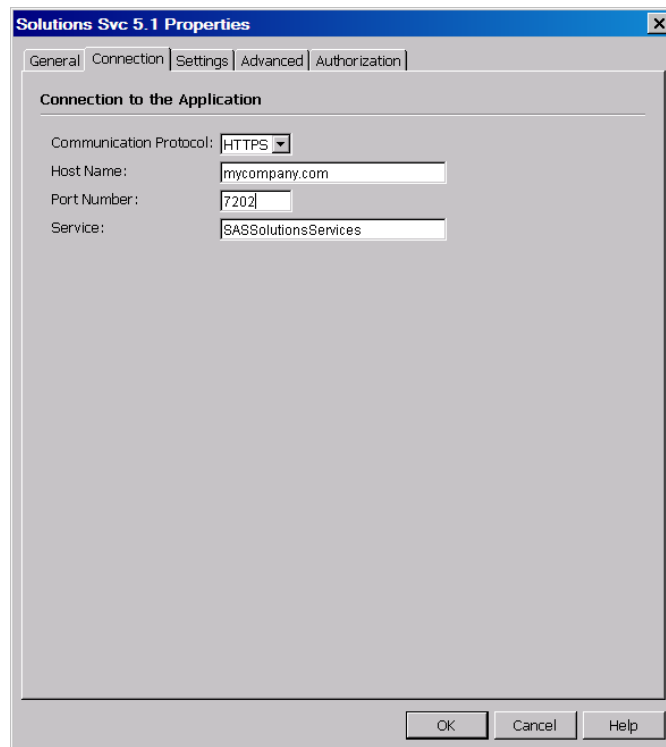 Solutions Svc 5.1 Properties
General Connection Settings Advanced Authorization
Connection to the Application
Communication Protocol: HTTPS
Host Name: mycompany.com
Port Number: 7202
Service: SASSolutionsServices
OK Cancel Help